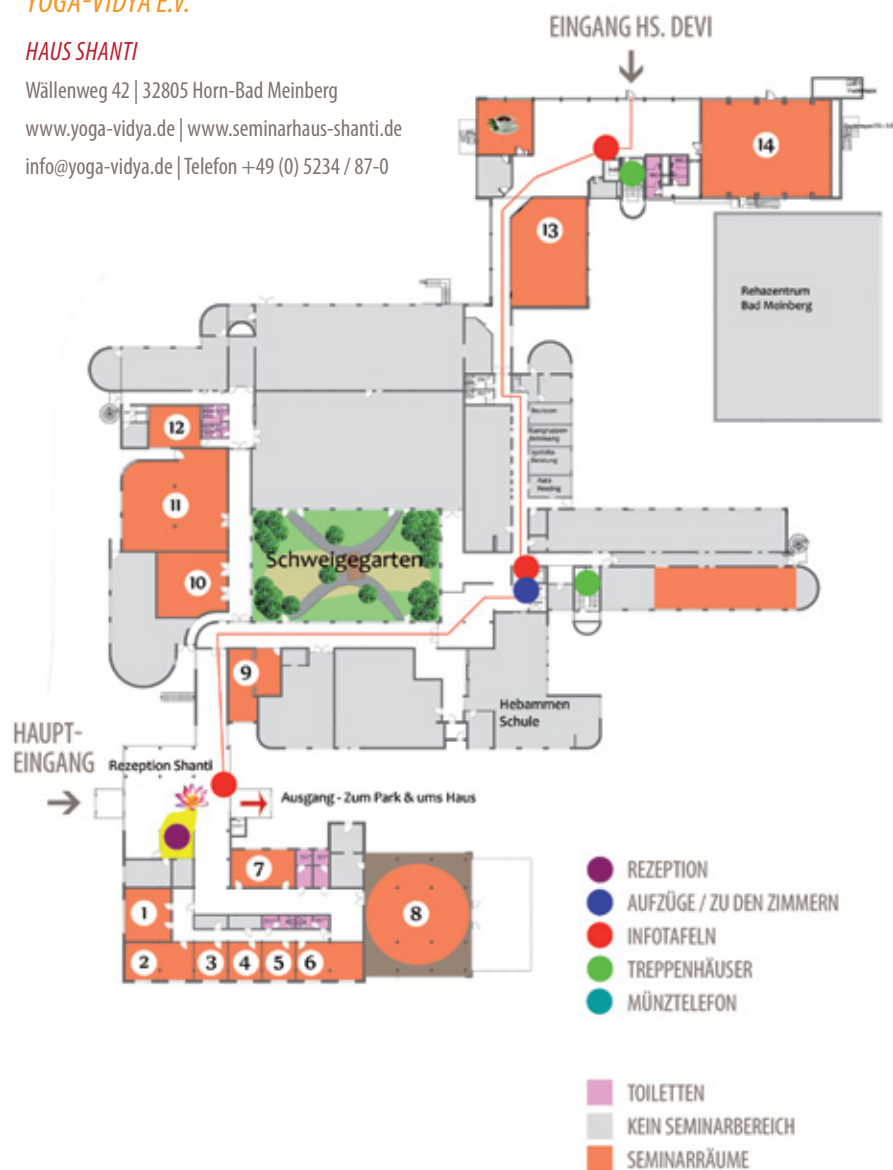 YOGA-VIDYA E.V.
HAUS SHANTI
Wällenweg 42 | 32805 Horn-Bad Meinberg
www.yoga-vidya.de | www.seminarhaus-shanti.de
info@yoga-vidya.de | Telefon +49 (0) 5234 / 87-0
EINGANG HS. DEVI
14
13
Rehazentrum
Bad Meinberg
12
11
10
Schweigegarten
9
Hebammen
Schule
HAUPT-
EINGANG
Rezeption Shanti
Ausgang - Zum Park & ums Haus
7
8
1
2
3
4
5
6
REZEPTION
AUFZÜGE / ZU DEN ZIMMERN
INFOTAFELN
TREPPENHÄUSER
MÜNZTELEFON
TOILETTEN
KEIN SEMINARBEREICH
SEMINARRÄUME